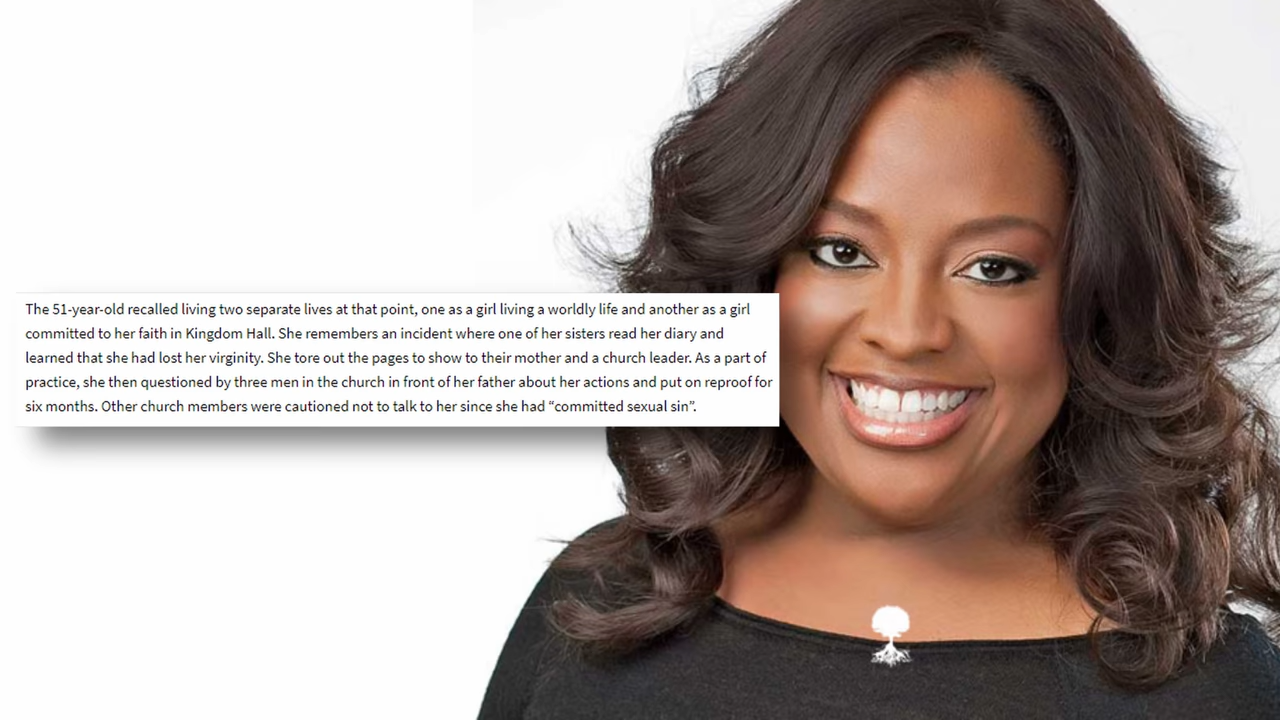 The 51-year-old recalled living two separate lives at that point, one as a girl living a worldly life and another as a girl
committed to her faith in Kingdom Hall. She remembers an incident where one of her sisters read her diary and
learned that she had lost her virginity. She tore out the pages to show to their mother and a church leader. As a part of
practice, she then questioned by three men in the church in front of her father about her actions and put on reproof for
six months. Other church members were cautioned not to talk to her since she had “committed sexual sin”.